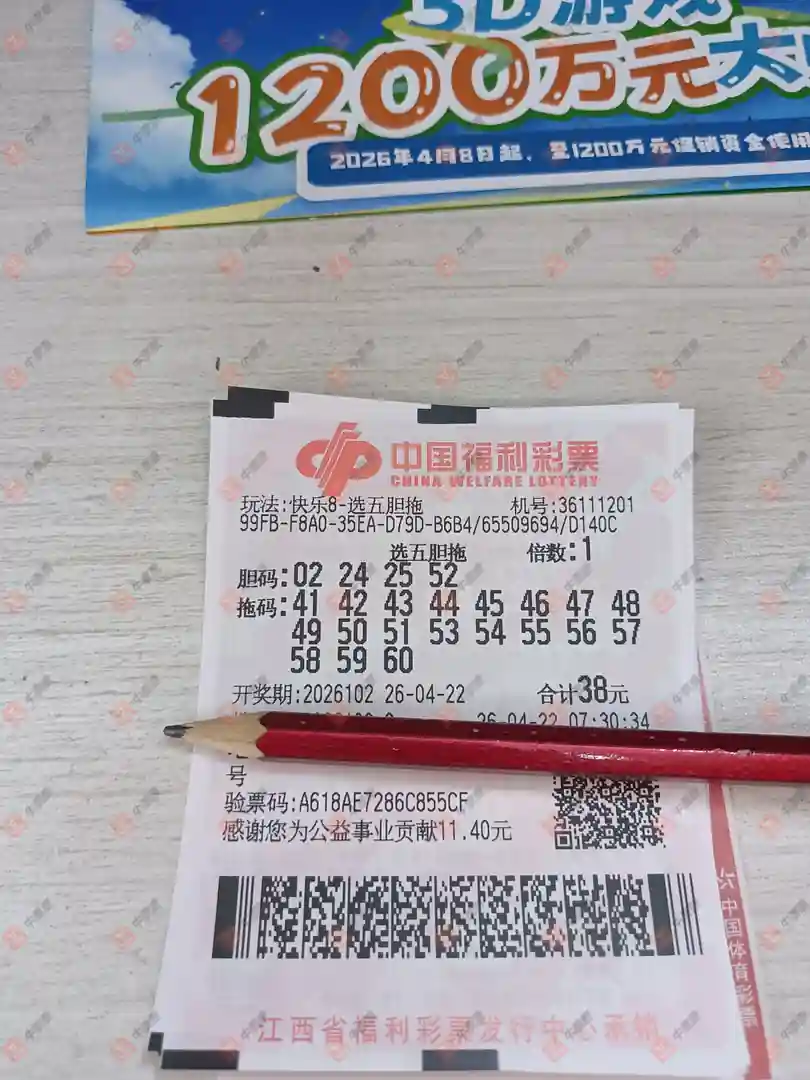 3D游戏
1200万元大
2026年4月8日起，至1200万元促销资金使用
中国福利彩票
CHINA WELFARE LOTTERY
玩法:快乐8-选五胆拖 机号:36111201
99FB-F8A0-35EA-D79D-B6B4/65509694/D140C
选五胆拖 倍数:1
胆码:02 24 25 52
拖码:41 42 43 44 45 46 47 48
49 50 51 53 54 55 56 57
58 59 60
开奖期:2026102 26-04-22 合计38元
26-04-22 07:30:34
号
验票码:A618AE7286C855CF
感谢您为公益事业贡献11.40元
江西省福利彩票发行中心承销
中国体育彩票